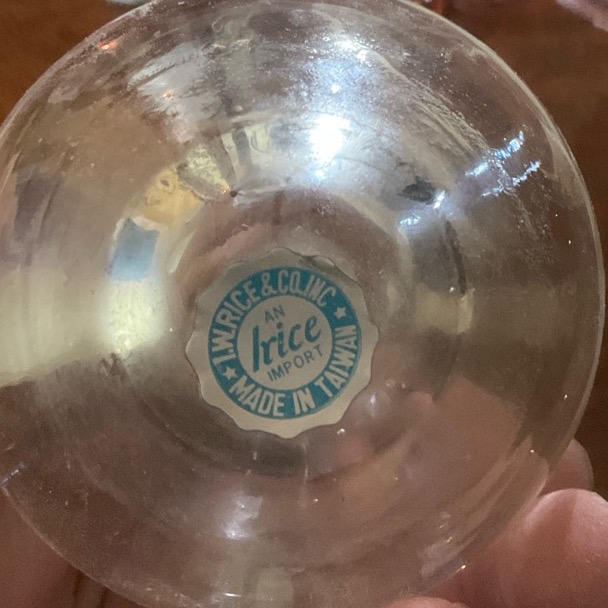 I.W.RICE & CO., INC
AN
Irice
IMPORT
★ MADE IN TAIWAN ★